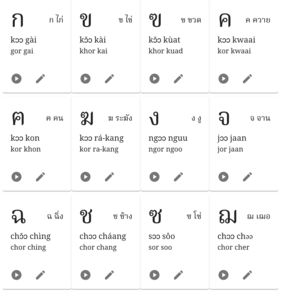 ก ก ไก่
kɔɔ gài
gor gai
ข ข ไข่
kɔ̌ɔ kài
khor kai
ฃ ฃ ขวด
kɔ̌ɔ kùat
khor kuad
ค ค ควาย
kɔɔ kwaai
kor kwaai
ฅ ฅ คน
kɔɔ kon
kor khon
ฆ ฆ ระฆัง
kɔɔ rá-kang
kor ra-kang
ง ง งู
ngɔɔ nguu
ngor ngoo
จ จ จาน
jɔɔ jaan
jor jaan
ฉ ฉ ฉิ่ง
chɔ̌ɔ chìng
chor ching
ช ช ช้าง
chɔɔ cháang
chor chang
ซ ซ โซ่
sɔɔ sôo
sor soo
ฌ ฌ เฌอ
chɔɔ chəə
chor cher